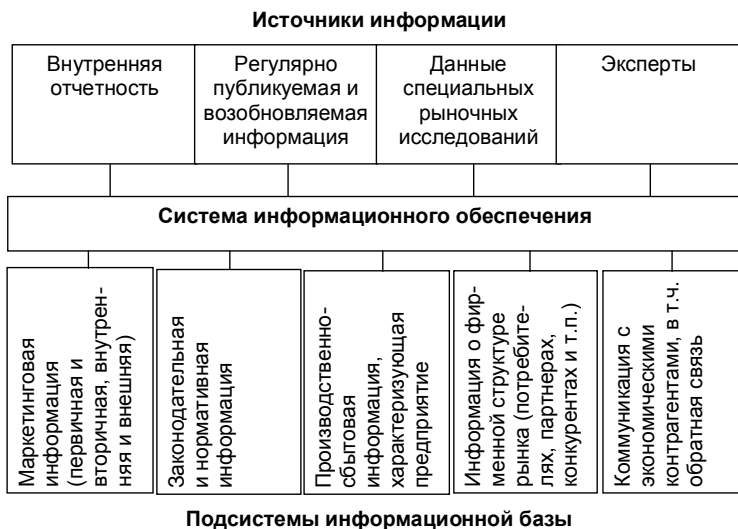 Источники информации
Внутренняя
отчетность
Регулярно
публикуемая и
возобновляемая
информация
Данные
специальных
рыночных
исследований
Эксперты
Система информационного обеспечения
Маркетинговая
информация
(первичная и
вторичная, внутрен-
няя и внешняя)
Законодательная
и нормативная
информация
Производственно-
сбытовая
информация,
характеризующая
предприятие
Информация о фир-
менной структуре
рынка (потребите-
лях, партнерах,
конкурентах и т.п.)
Коммуникация с
экономическими
контрагентами, в т.ч.
обратная связь
Подсистемы информационной базы